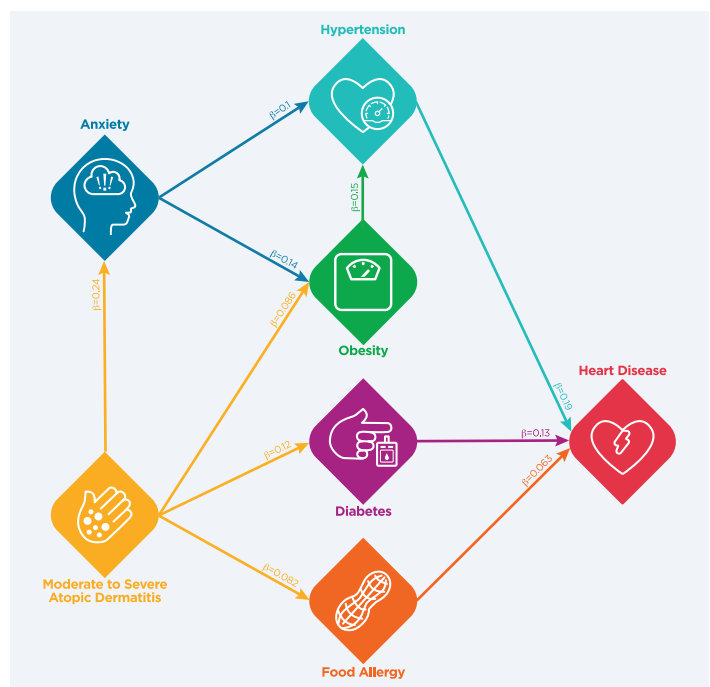 Hypertension
β=0.1
Anxiety
β=0.15
β=0.14
β=0.24
β=0.086
Obesity
Heart Disease
β=0.19
β=0.12
β=0.13
β=0.063
Diabetes
Moderate to Severe
Atopic Dermatitis
β=0.082
Food Allergy